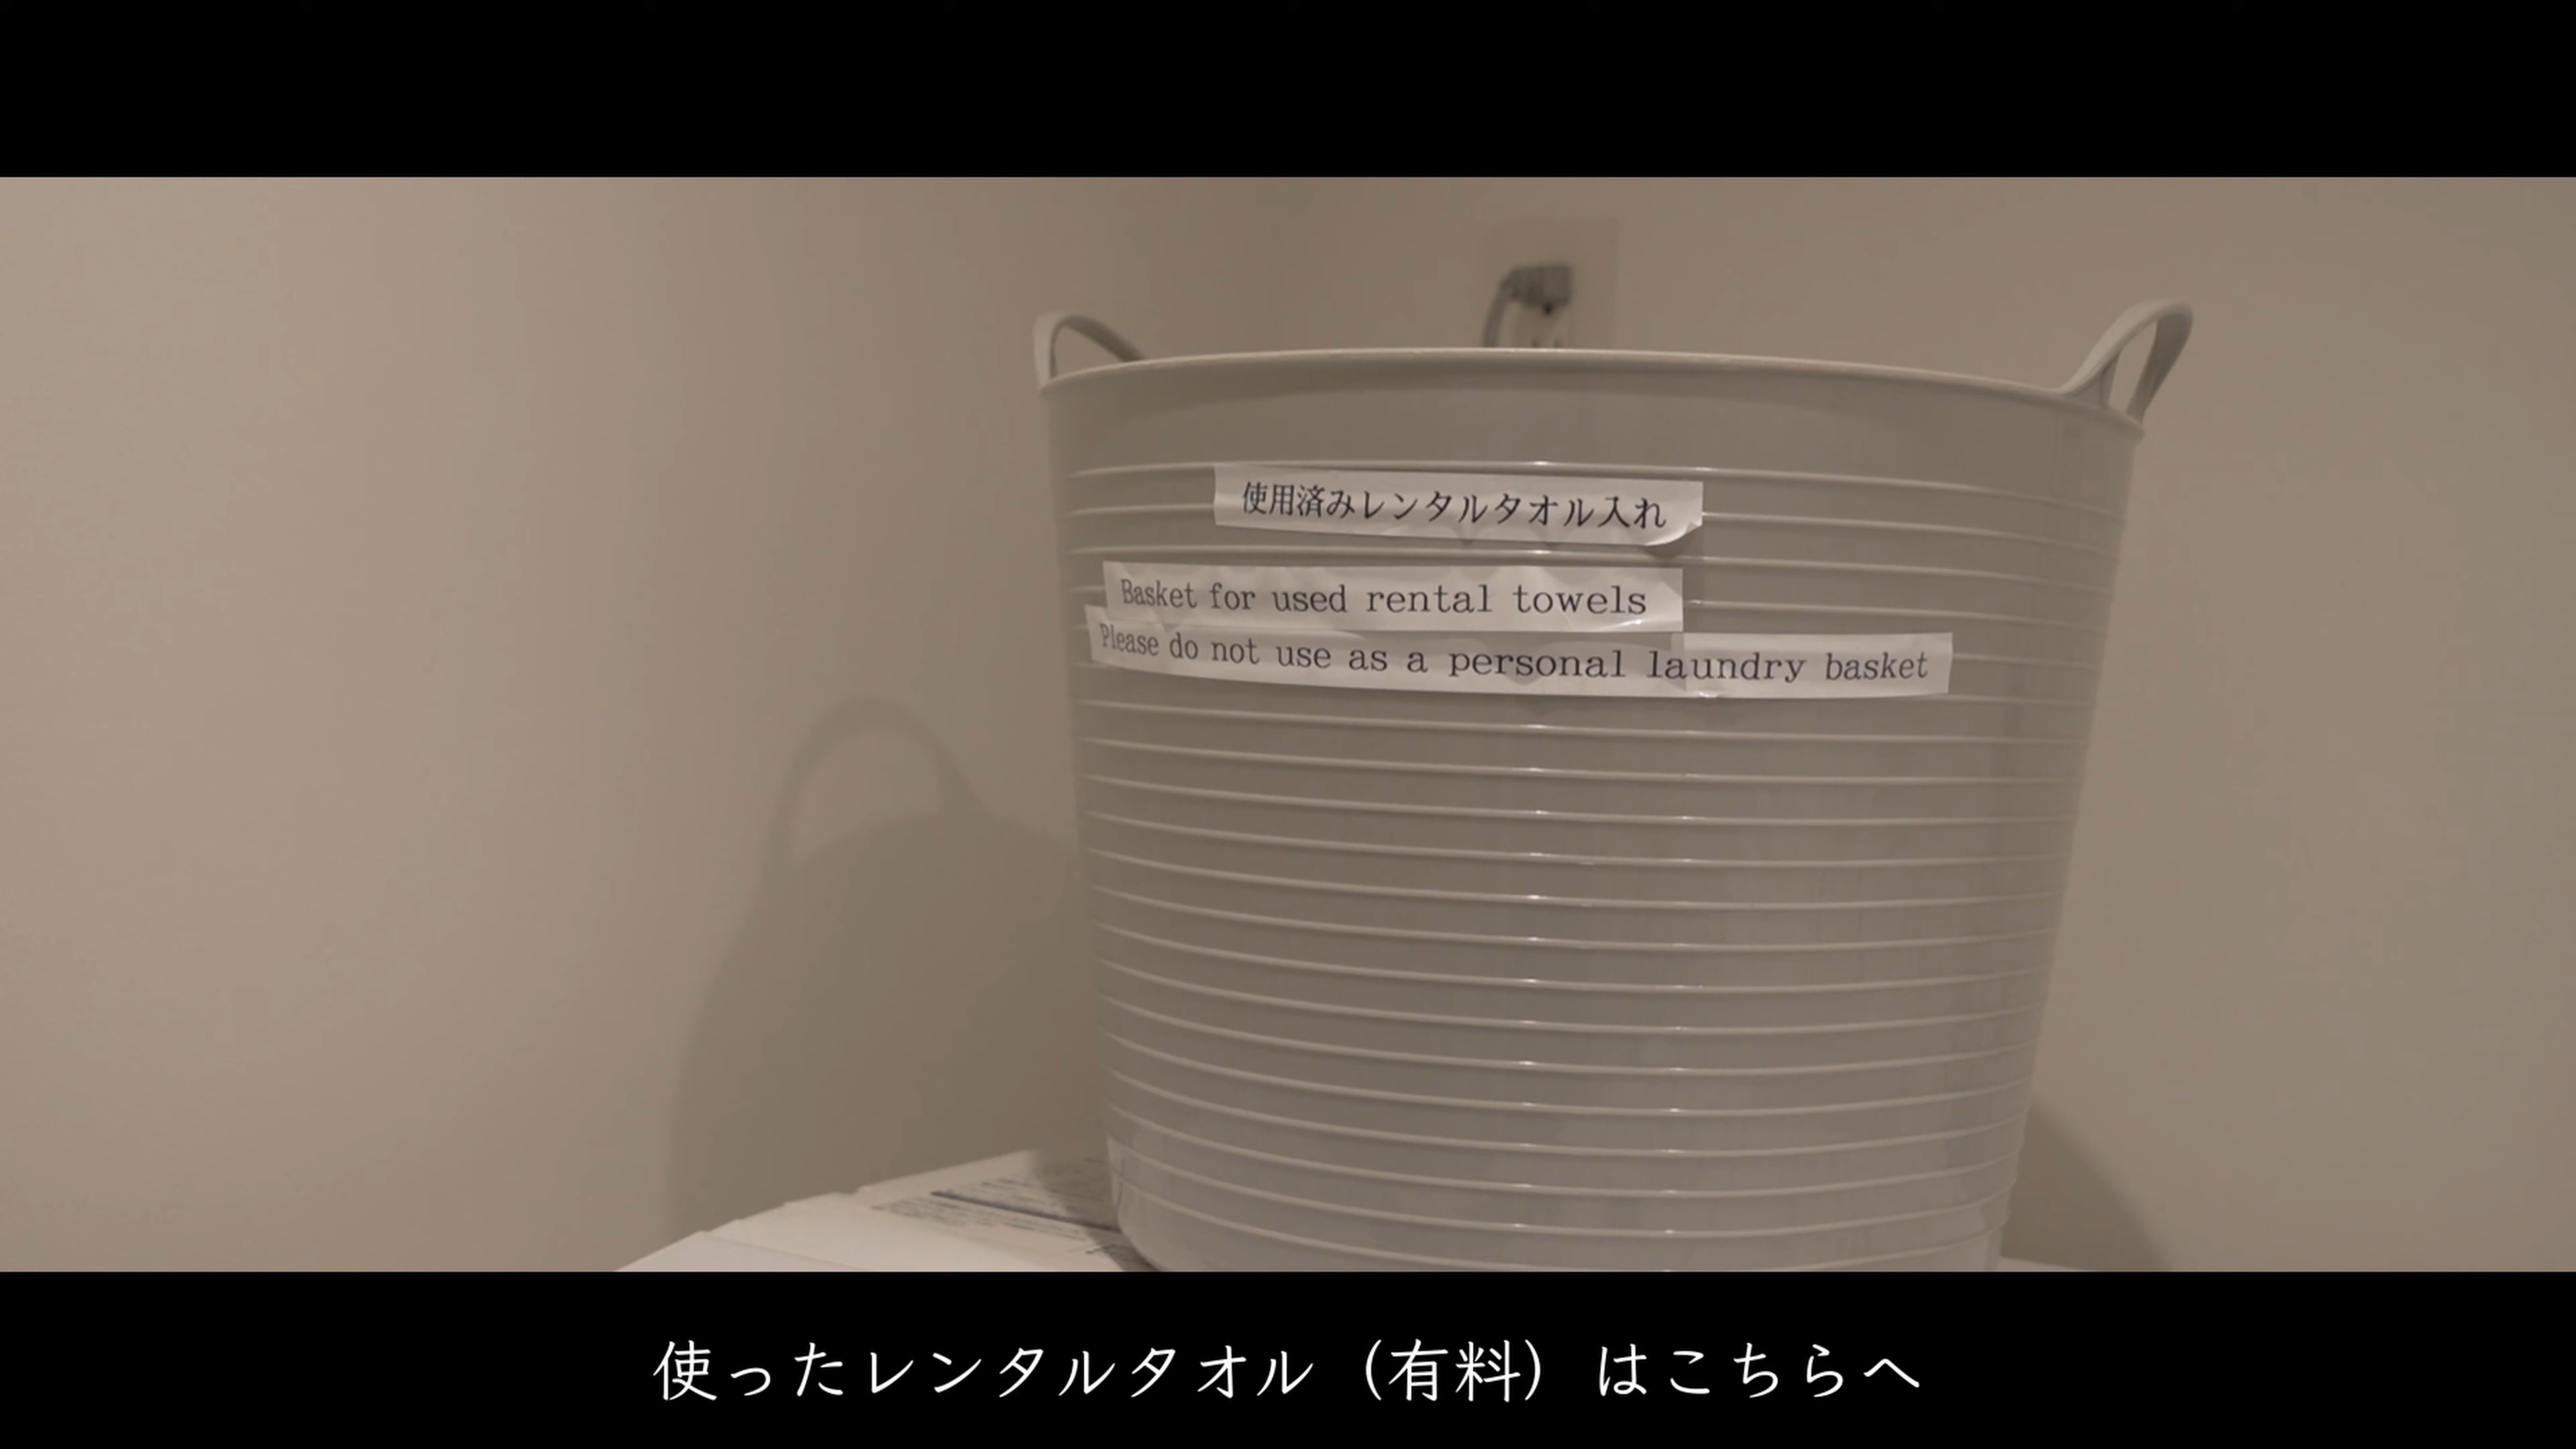 使用済みレンタルタオル入れ
Basket for used rental towels
Please do not use as a personal laundry basket
使ったレンタルタオル（有料）はこちらへ